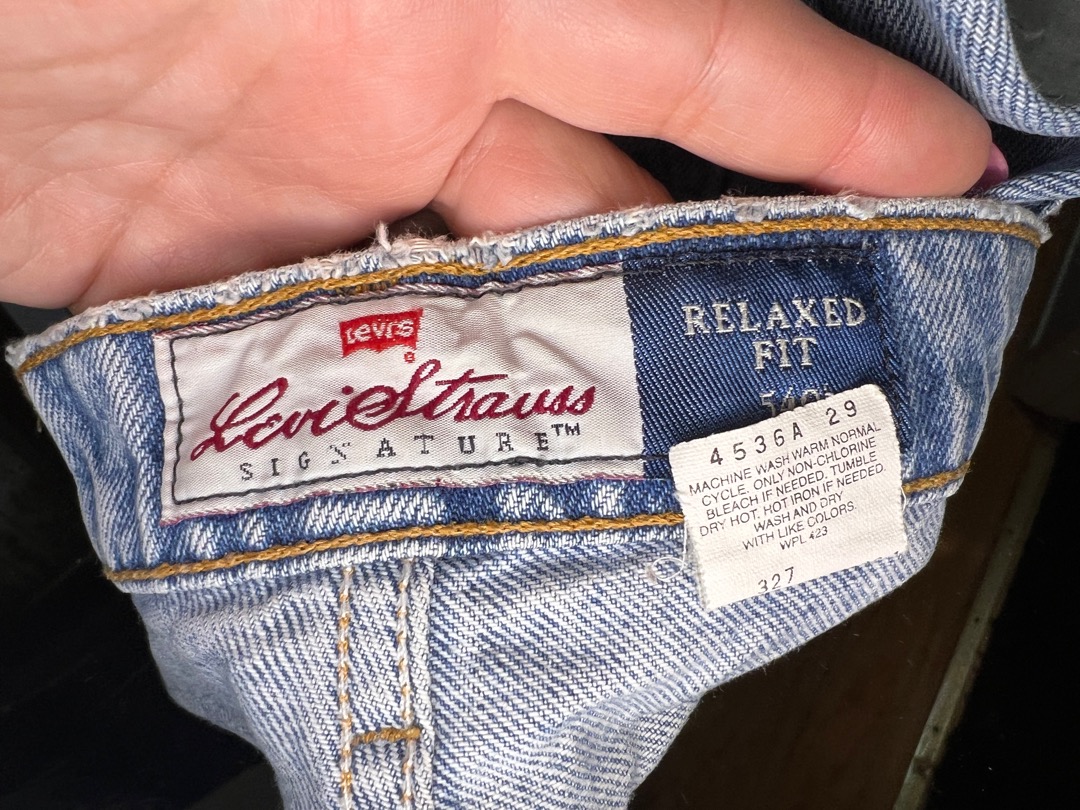 Levi's
®
Levi Strauss
SIGNATURE™
RELAXED
FIT
4536A 29
MACHINE WASH WARM NORMAL
CYCLE. ONLY NON-CHLORINE
BLEACH IF NEEDED. TUMBLE
DRY HOT. HOT IRON IF NEEDED.
WASH AND DRY
WITH LIKE COLORS.
WPL 423
327